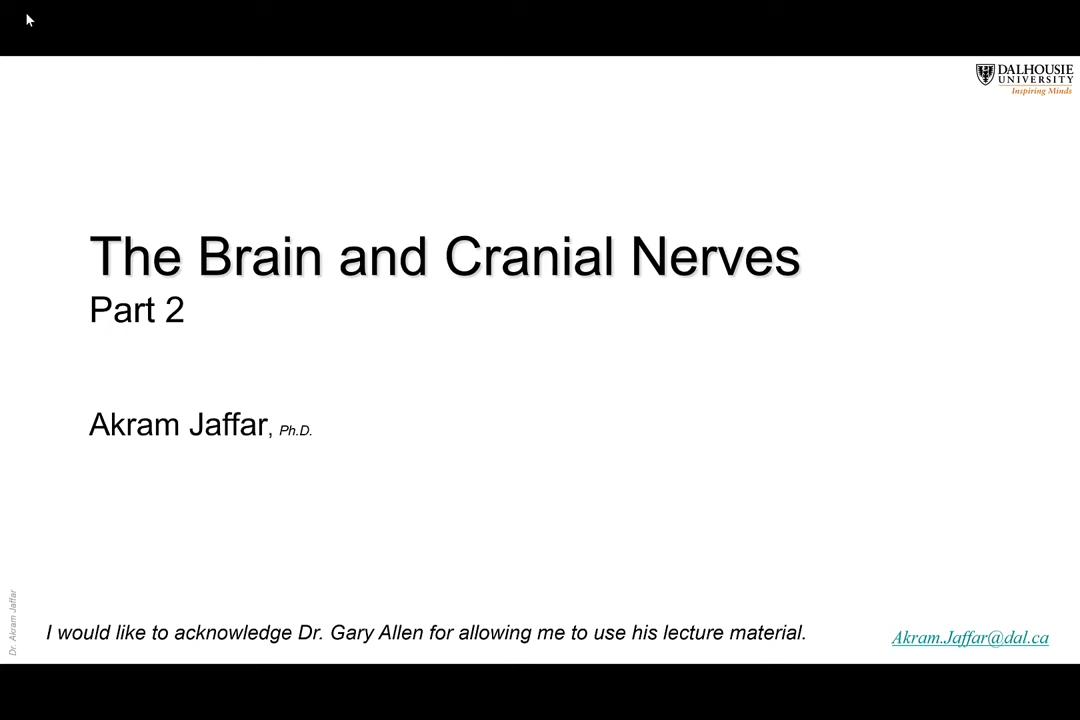 DALHOUSIE
UNIVERSITY
Inspiring Minds
The Brain and Cranial Nerves
Part 2
Akram Jaffar, Ph.D.
Dr. Akram Jaffar
I would like to acknowledge Dr. Gary Allen for allowing me to use his lecture material.
Akram.Jaffar@dal.ca